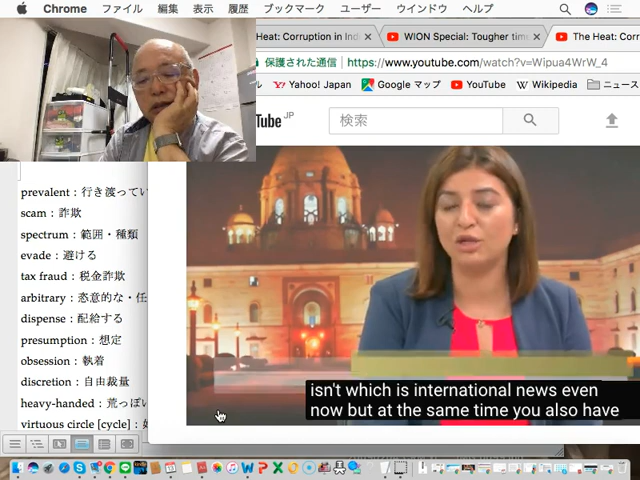 Chrome ファイル 編集 表示 履歴 ブックマーク ユーザー ウインドウ ヘルプ
Heat: Corruption in Ind
WION Special: Tougher time
The Heat: Corr
保護された通信 https://www.youtube.com/watch?v=Wipua4WrW_4
Yahoo! Japan
Google マップ
YouTube
Wikipedia
ニュース
Tube JP
検索
prevalent：行き渡ってい
scam：詐欺
spectrum：範囲・種類
evade：避ける
tax fraud：税金詐欺
arbitrary：恣意的な・任
dispense：配給する
presumption：想定
obsession：執着
discretion：自由裁量
heavy-handed：荒っぽい
virtuous circle [cycle]：
isn't which is international news even
now but at the same time you also have